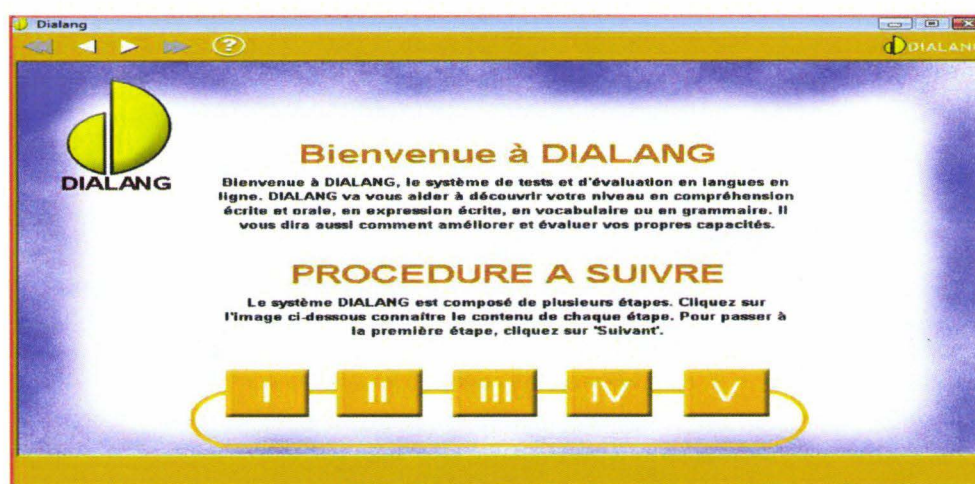 Dialang
?
DIALANG
DIALANG
Bienvenue à DIALANG
Bienvenue à DIALANG, le système de tests et d'évaluation en langues en
ligne. DIALANG va vous aider à découvrir votre niveau en compréhension
écrite et orale, en expression écrite, en vocabulaire ou en grammaire. Il
vous dira aussi comment améliorer et évaluer vos propres capacités.
PROCEDURE A SUIVRE
Le système DIALANG est composé de plusieurs étapes. Cliquez sur
l'image ci-dessous connaître le contenu de chaque étape. Pour passer à
la première étape, cliquez sur 'Suivant'.
I II III IV V